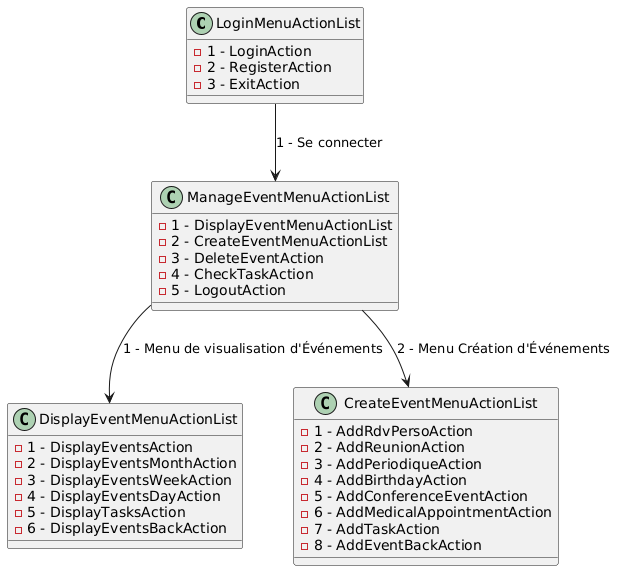 C LoginMenuActionList
1 - LoginAction
2 - RegisterAction
3 - ExitAction
1 - Se connecter
C ManageEventMenuActionList
1 - DisplayEventMenuActionList
2 - CreateEventMenuActionList
3 - DeleteEventAction
4 - CheckTaskAction
5 - LogoutAction
1 - Menu de visualisation d'Événements
2 - Menu Création d'Événements
C DisplayEventMenuActionList
1 - DisplayEventsAction
2 - DisplayEventsMonthAction
3 - DisplayEventsWeekAction
4 - DisplayEventsDayAction
5 - DisplayTasksAction
6 - DisplayEventsBackAction
C CreateEventMenuActionList
1 - AddRdvPersoAction
2 - AddReunionAction
3 - AddPeriodiqueAction
4 - AddBirthdayAction
5 - AddConferenceEventAction
6 - AddMedicalAppointmentAction
7 - AddTaskAction
8 - AddEventBackAction